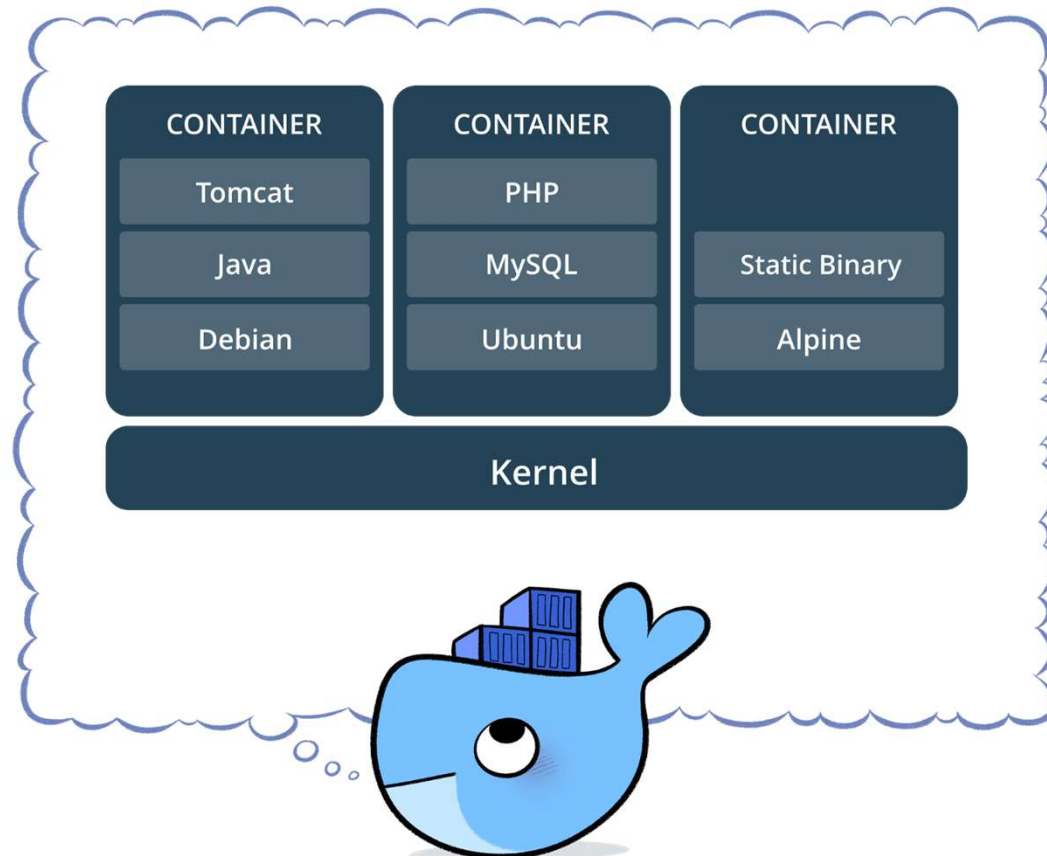 CONTAINER
Tomcat
Java
Debian
CONTAINER
PHP
MySQL
Ubuntu
CONTAINER
Static Binary
Alpine
Kernel